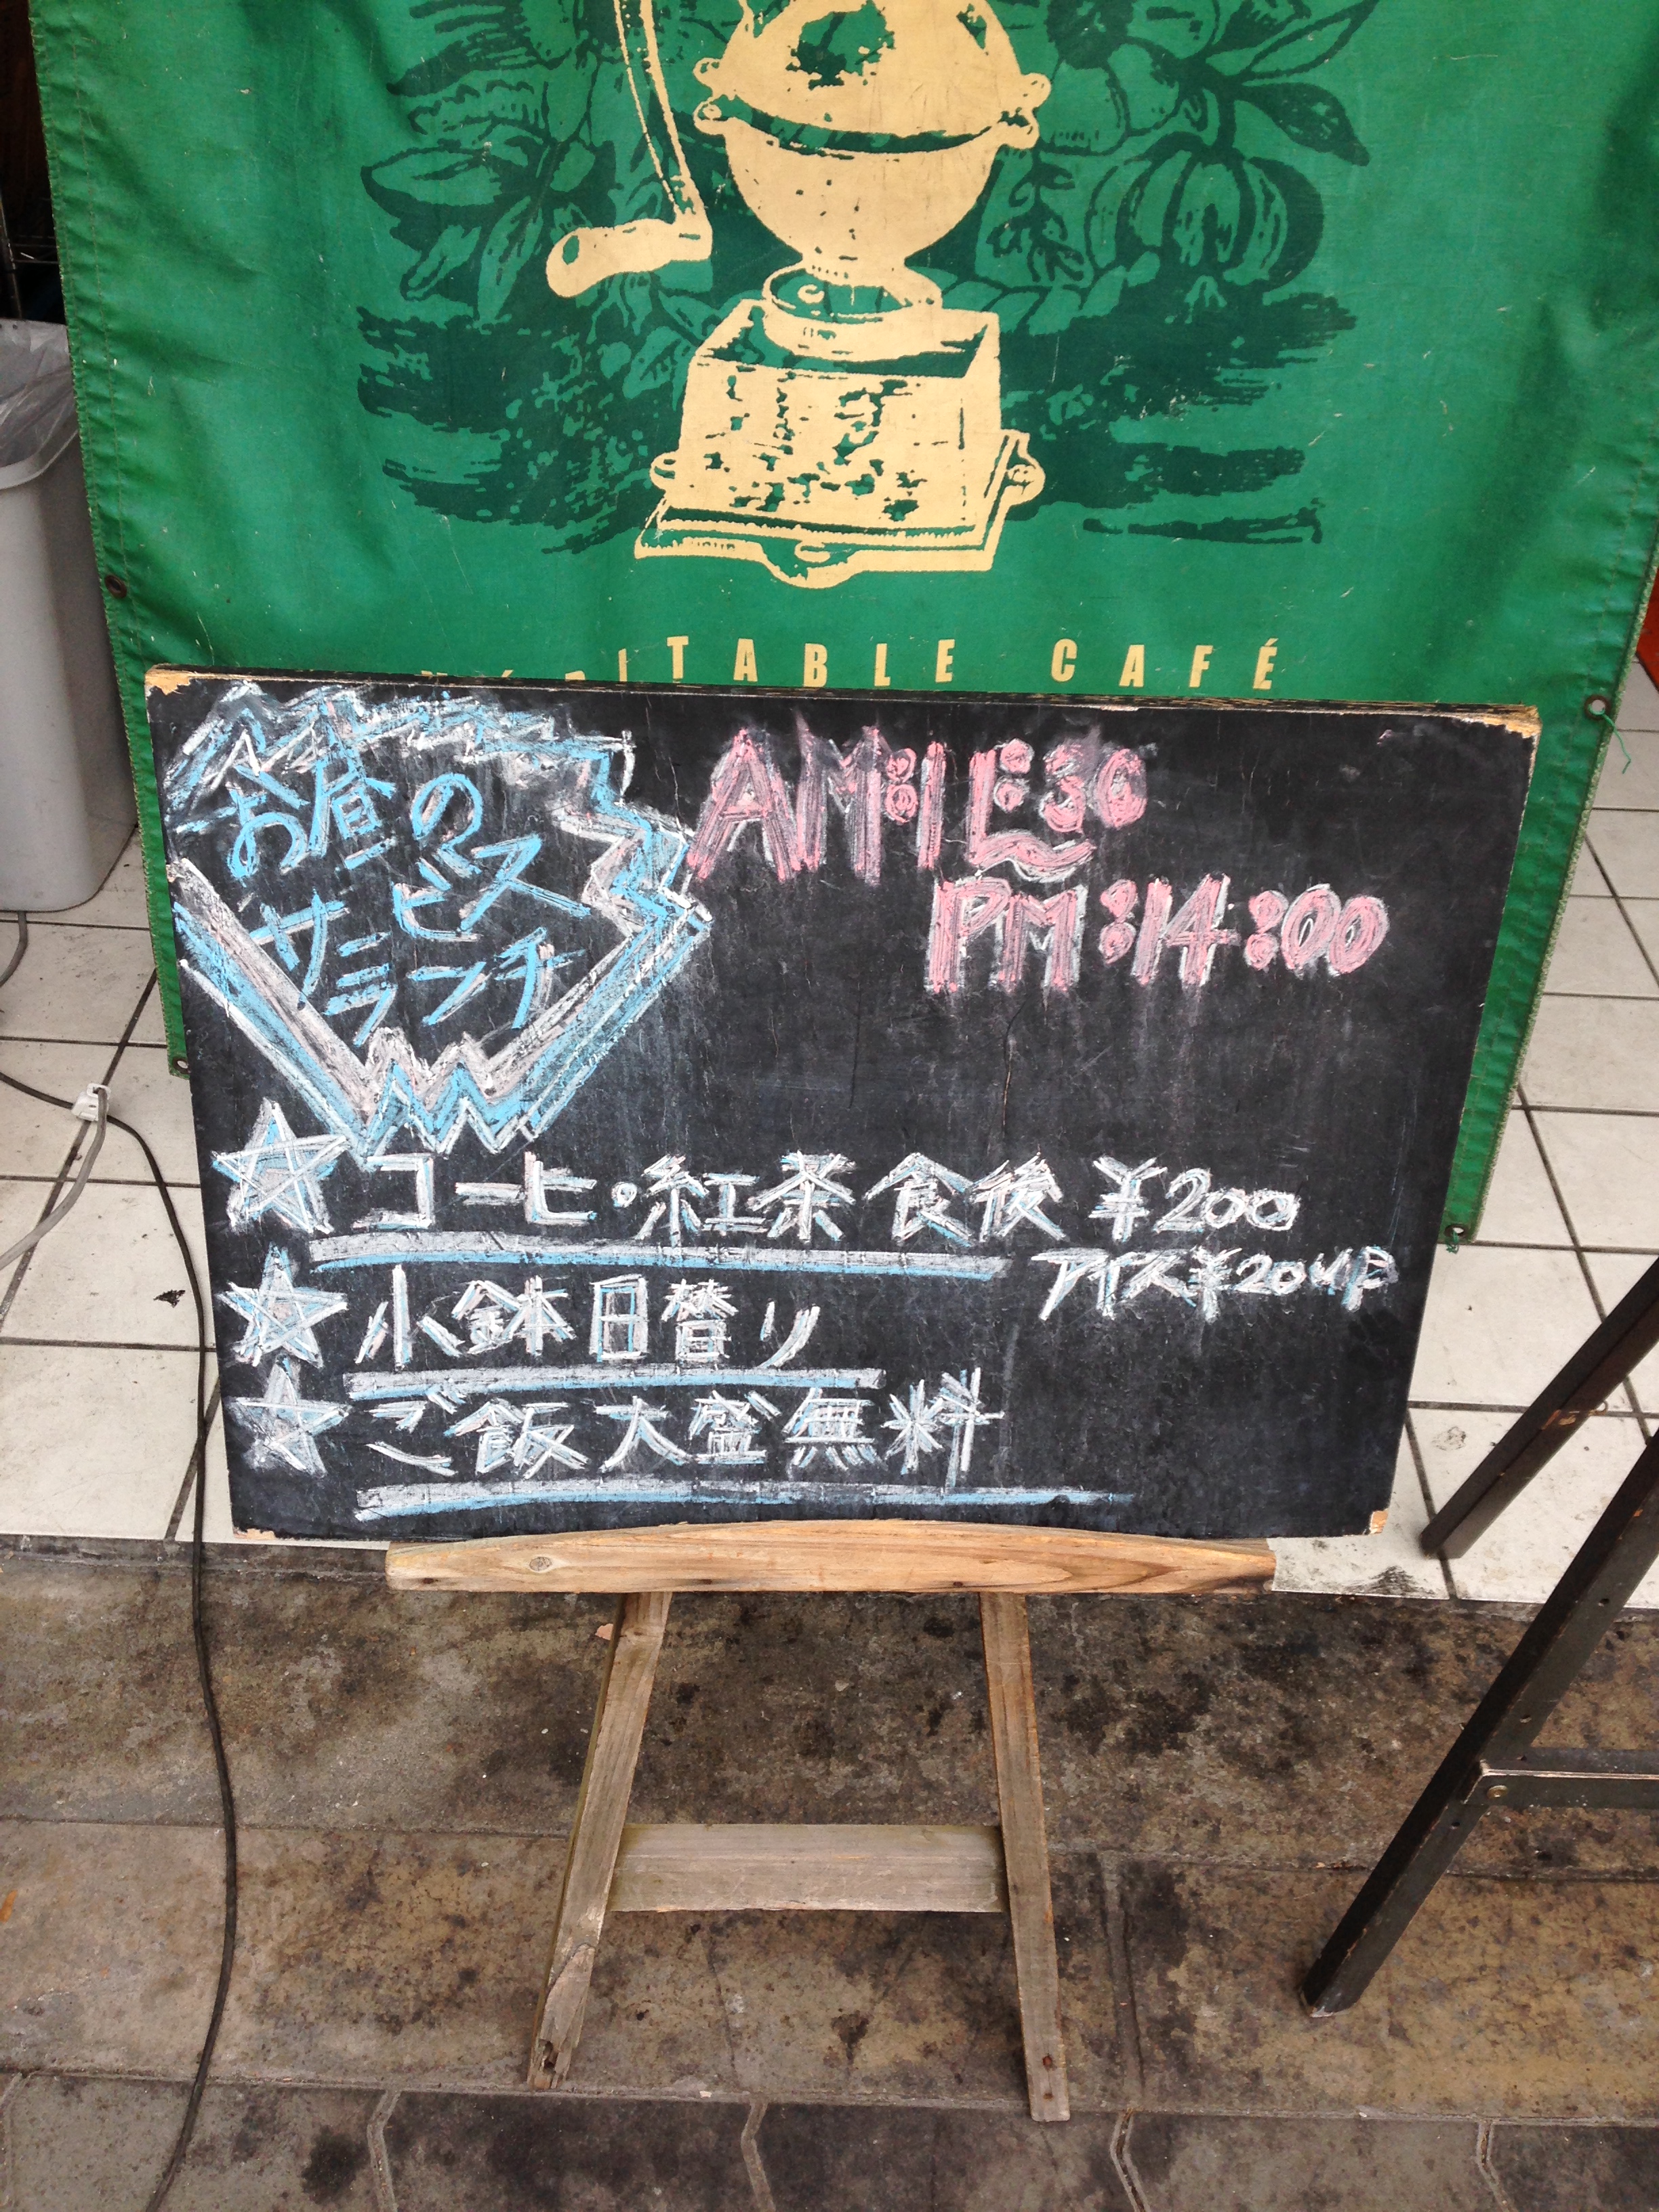 VÉRITABLE CAFÉ
お昼の
サービス
ランチ
AM:11:30
〜
PM:14:00
☆コーヒ・紅茶 食後 ¥200
アイス¥20UP
☆小鉢日替り
☆ご飯大盛無料